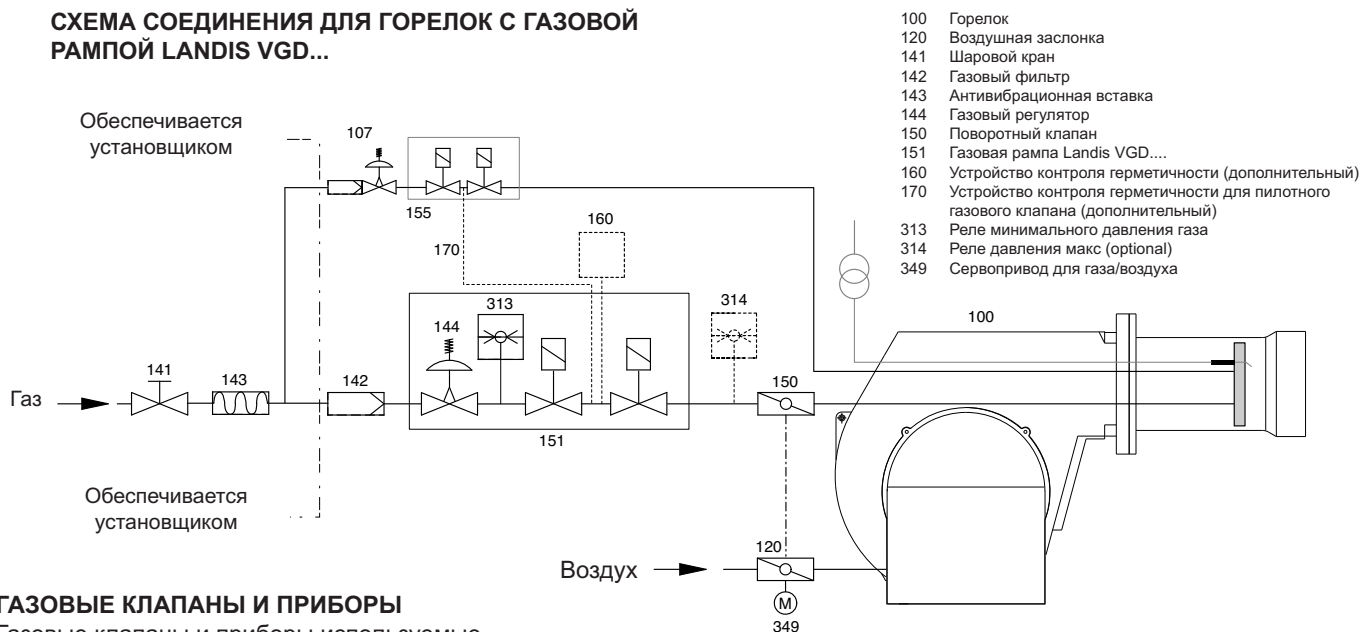 СХЕМА СОЕДИНЕНИЯ ДЛЯ ГОРЕЛОК С ГАЗОВОЙ
РАМПОЙ LANDIS VGD...
100 Горелок
120 Воздушная заслонка
141 Шаровой кран
142 Газовый фильтр
143 Антивибрационная вставка
144 Газовый регулятор
150 Поворотный клапан
151 Газовая рампа Landis VGD....
160 Устройство контроля герметичности (дополнительный)
170 Устройство контроля герметичности для пилотного
газового клапана (дополнительный)
313 Реле минимального давления газа
314 Реле давления макс (optional)
349 Сервопривод для газа/воздуха
Обеспечивается
установщиком
107
155
160
170
313
314
100
144
141
143
142
150
Газ
151
Обеспечивается
установщиком
120
Воздух
M
349
ГАЗОВЫЕ КЛАПАНЫ И ПРИБОРЫ
Газовые клапаны и приборы используемые